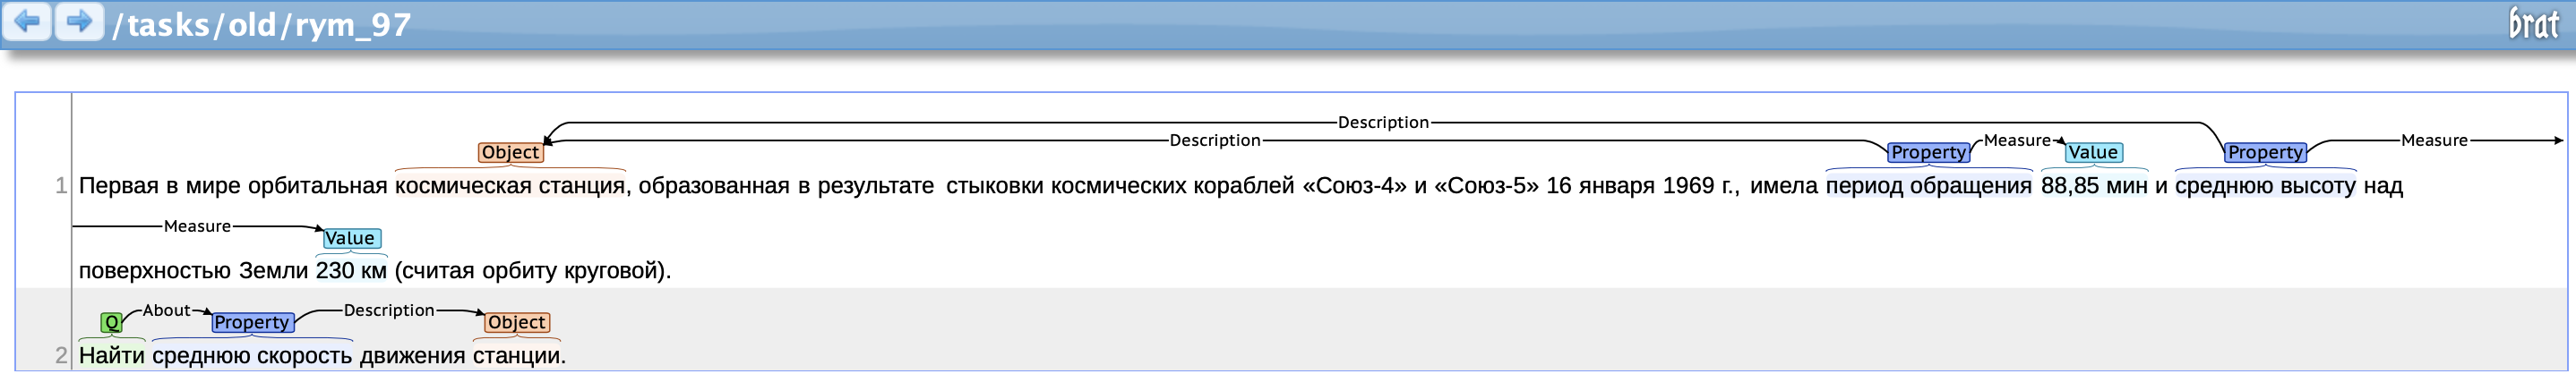 /tasks/old/rym_97
brat
Description
Description
Object Property Measure Value Property Measure
1 Первая в мире орбитальная космическая станция, образованная в результате стыковки космических кораблей «Союз-4» и «Союз-5» 16 января 1969 г., имела период обращения 88,85 мин и среднюю высоту над
Measure
Value
поверхностью Земли 230 км (считая орбиту круговой).
About Description
Q Property Object
2 Найти среднюю скорость движения станции.